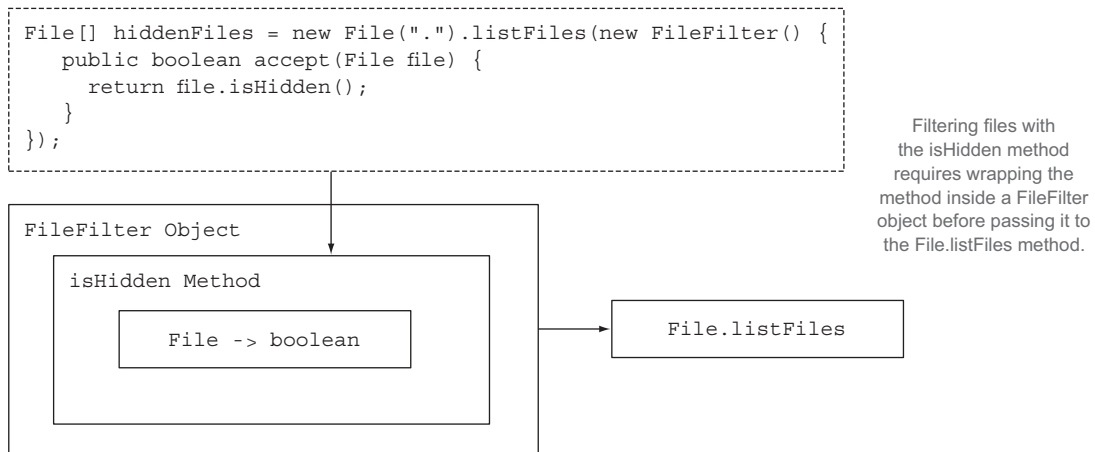 File[] hiddenFiles = new File(".").listFiles(new FileFilter() {
   public boolean accept(File file) {
     return file.isHidden();
   }
});
Filtering files with
the isHidden method
requires wrapping the
method inside a FileFilter
object before passing it to
the File.listFiles method.
FileFilter Object
isHidden Method
File -> boolean
File.listFiles